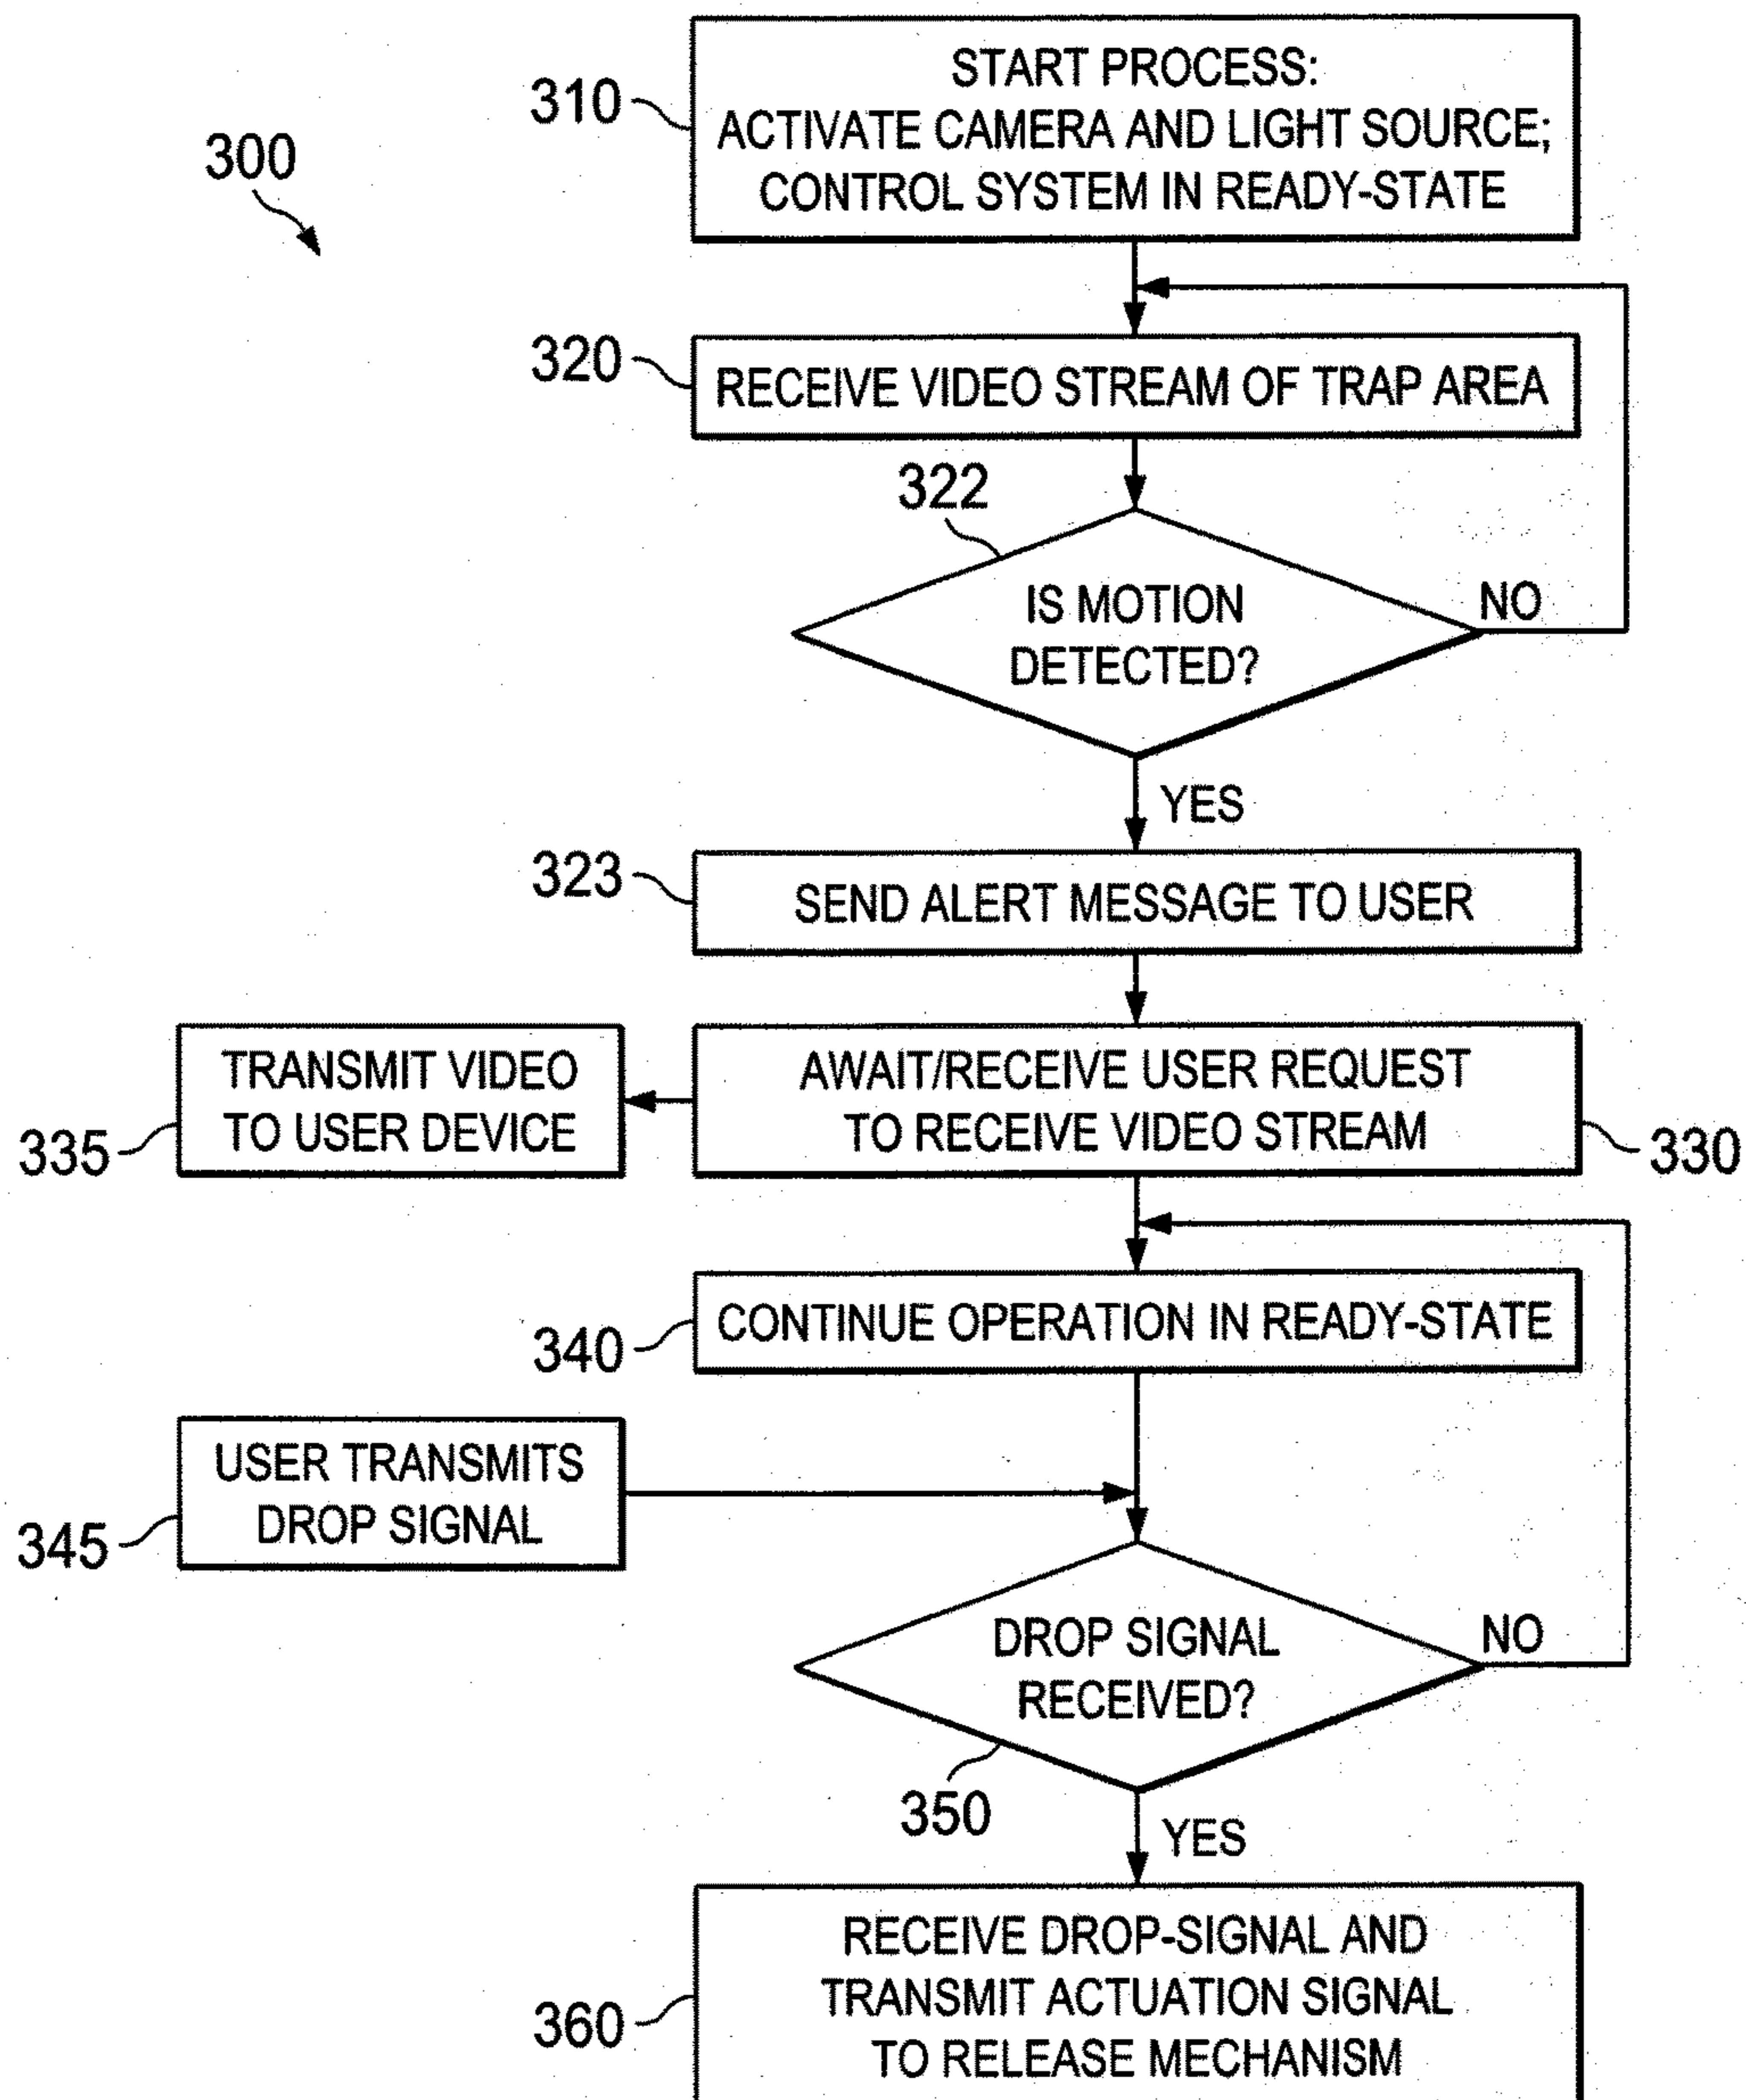 START PROCESS:
310
ACTIVATE CAMERA AND LIGHT SOURCE;
300
CONTROL SYSTEM IN READY-STATE
320
RECEIVE VIDEO STREAM OF TRAP AREA
322
IS MOTION
NO
DETECTED?
YES
323
SEND ALERT MESSAGE TO USER
TRANSMIT VIDEO
TO USER DEVICE
335
AWAIT/RECEIVE USER REQUEST
TO RECEIVE VIDEO STREAM
330
CONTINUE OPERATION IN READY-STATE
340
USER TRANSMITS
DROP SIGNAL
345
DROP SIGNAL
NO
RECEIVED?
350
YES
RECEIVE DROP-SIGNAL AND
TRANSMIT ACTUATION SIGNAL
360
TO RELEASE MECHANISM